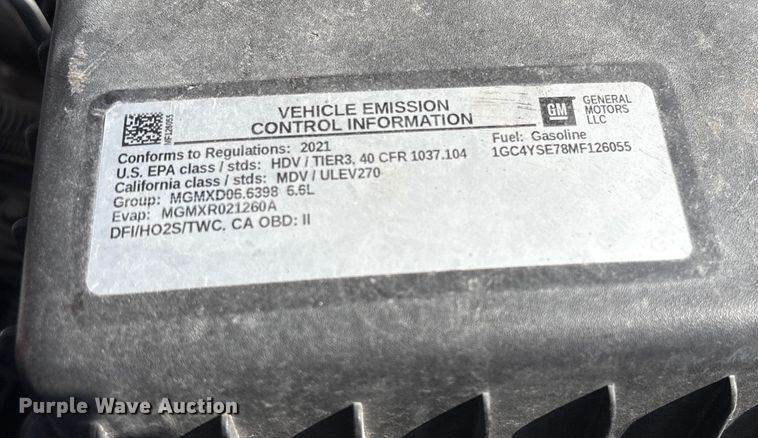 MF126055
VEHICLE EMISSION
CONTROL INFORMATION
GM
GENERAL
MOTORS
LLC
Conforms to Regulations: 2021
Fuel: Gasoline
U.S. EPA class / stds: HDV / TIER3, 40 CFR 1037.104
1GC4YSE78MF126055
California class / stds: MDV / ULEV270
Group: MGMXD06.6398 6.6L
Evap: MGMXR021260A
DFI/HO2S/TWC. CA OBD: II
Purple Wave Auction